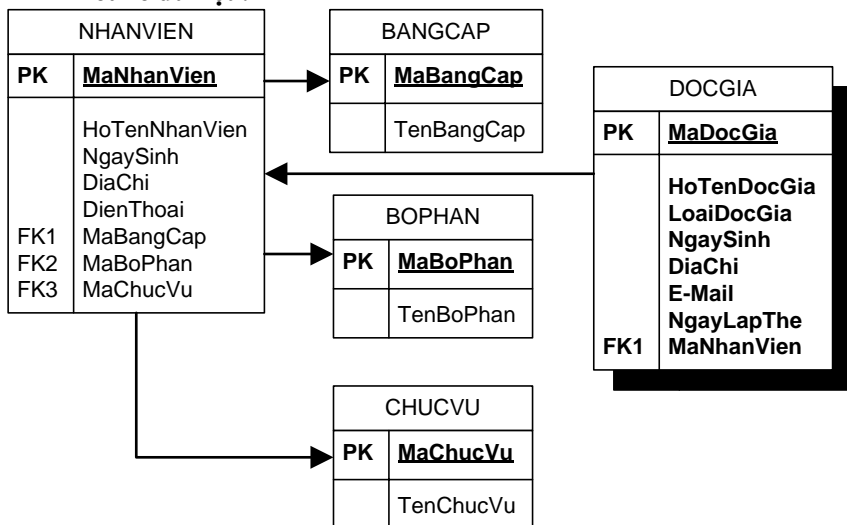 NHANVIEN
PK MaNhanVien
HoTenNhanVien
NgaySinh
DiaChi
DienThoai
FK1 MaBangCap
FK2 MaBoPhan
FK3 MaChucVu
BANGCAP
PK MaBangCap
TenBangCap
BOPHAN
PK MaBoPhan
TenBoPhan
CHUCVU
PK MaChucVu
TenChucVu
DOCGIA
PK MaDocGia
HoTenDocGia
LoaiDocGia
NgaySinh
DiaChi
E-Mail
NgayLapThe
FK1 MaNhanVien